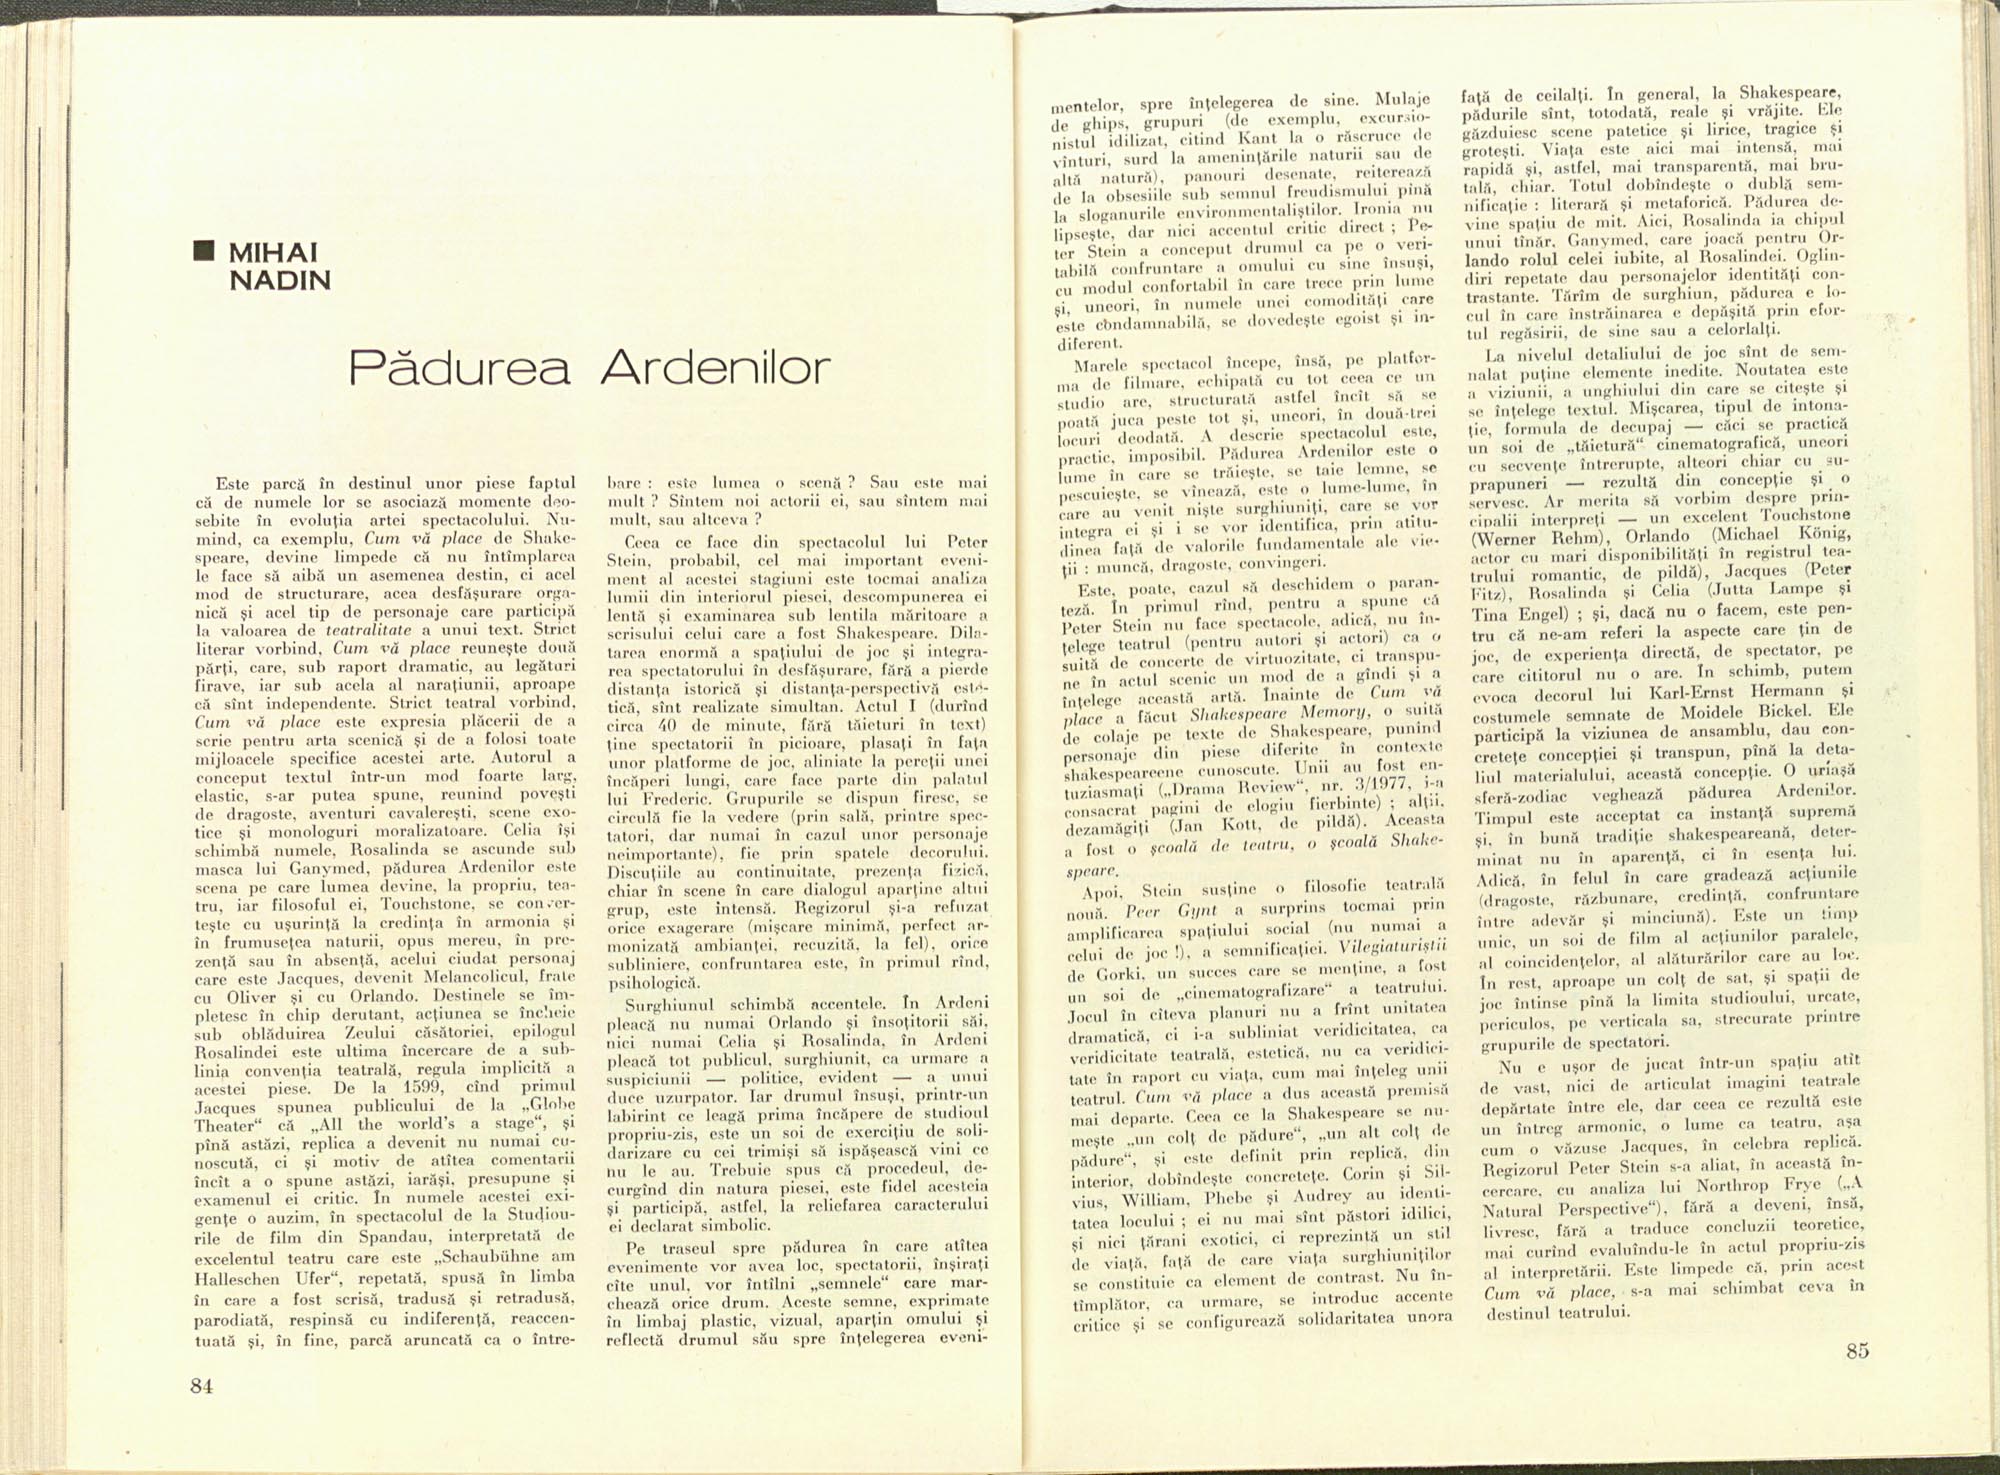 MIHAI
NADIN
Pădurea Ardenilor
Este parcă în destinul unor piese faptul
că de numele lor se asociază momente deo-
sebite în evoluția artei spectacolului. Nu-
mind, ca exemplu, Cum vă place de Shake-
speare, devine limpede că nu întîmplarea
le face să aibă un asemenea destin, ci acel
mod de structurare, acea desfășurare orga-
nică și acel tip de personaje care participă
la valoarea de teatralitate a unui text. Strict
literar vorbind, Cum vă place reunește două
părți, care, sub raport dramatic, au legături
firave, iar sub acela al narațiunii, aproape
că sînt independente. Strict teatral vorbind,
Cum vă place este expresia plăcerii de a
scrie pentru arta scenică și de a folosi toate
mijloacele specifice acestei arte. Autorul a
conceput textul într-un mod foarte larg,
elastic, s-ar putea spune, reunind povești
de dragoste, aventuri cavalerești, scene exo-
tice și monologuri moralizatoare. Celia își
schimbă numele, Rosalinda se ascunde sub
masca lui Ganymed, pădurea Ardenilor este
scena pe care lumea devine, la propriu, tea-
tru, iar filosoful ei, Touchstone, se conver-
tește cu ușurință la credința în armonia și
în frumusețea naturii, opus mereu, în pre-
zență sau în absență, acelui ciudat personaj
care este Jacques, devenit Melancolicul, frate
cu Oliver și cu Orlando. Destinele se îm-
pletesc în chip derutant, acțiunea se încheie
sub oblăduirea Zeului căsătoriei, epilogul
Rosalindei este ultima încercare de a sub-
linia convenția teatrală, regula implicită a
acestei piese. De la 1599, cînd primul
Jacques spunea publicului de la „Globe
Theater“ că „All the world's a stage“, și
pînă astăzi, replica a devenit nu numai cu-
noscută, ci și motiv de atîtea comentarii
încît a o spune astăzi, iarăși, presupune și
examenul ei critic. În numele acestei exi-
gențe o auzim, în spectacolul de la Studiou-
rile de film din Spandau, interpretată de
excelentul teatru care este „Schaubühne am
Halleschen Ufer“, repetată, spusă în limba
în care a fost scrisă, tradusă și retradusă,
parodiată, respinsă cu indiferență, reaccen-
tuată și, în fine, parcă aruncată ca o între-
bare : este lumea o scenă ? Sau este mai
mult ? Sîntem noi actorii ei, sau sîntem mai
mult, sau altceva ?
Ceea ce face din spectacolul lui Peter
Stein, probabil, cel mai important eveni-
ment al acestei stagiuni este tocmai analiza
lumii din interiorul piesei, descompunerea ei
lentă și examinarea sub lentila măritoare a
scrisului celui care a fost Shakespeare. Dila-
tarea enormă a spațiului de joc și integra-
rea spectatorului în desfășurare, fără a pierde
distanța istorică și distanța-perspectivă este-
tică, sînt realizate simultan. Actul I (durînd
circa 40 de minute, fără tăieturi în text)
ține spectatorii în picioare, plasați în fața
unor platforme de joc, aliniate la pereții unei
încăperi lungi, care face parte din palatul
lui Frederic. Grupurile se dispun firesc, se
circulă fie la vedere (prin sală, printre spec-
tatori, dar numai în cazul unor personaje
neimportante), fie prin spatele decorului.
Discuțiile au continuitate, prezența fizică,
chiar în scene în care dialogul aparține altui
grup, este intensă. Regizorul și-a refuzat
orice exagerare (mișcare minimă, perfect ar-
monizată ambianței, recuzită, la fel), orice
subliniere, confruntarea este, în primul rînd,
psihologică.
Surghiunul schimbă accentele. În Ardeni
pleacă nu numai Orlando și însoțitorii săi,
nici numai Celia și Rosalinda, în Ardeni
pleacă tot publicul, surghiunit, ca urmare a
suspiciunii — politice, evident — a unui
duce uzurpator. Iar drumul însuși, printr-un
labirint ce leagă prima încăpere de studioul
propriu-zis, este un soi de exercițiu de soli-
darizare cu cei trimiși să ispășească vini ce
nu le au. Trebuie spus că procedeul, de-
curgînd din natura piesei, este fidel acesteia
și participă, astfel, la reliefarea caracterului
ei declarat simbolic.
Pe traseul spre pădurea în care atîtea
evenimente vor avea loc, spectatorii, înșirați
cîte unul, vor întîlni „semnele“ care mar-
chează orice drum. Aceste semne, exprimate
în limbaj plastic, vizual, aparțin omului și
reflectă drumul său spre înțelegerea eveni-
84
mentelor, spre înțelegerea de sine. Mulaje
de ghips, grupuri (de exemplu, excursio-
nistul idilizat, citind Kant la o răscruce de
vînturi, surd la amenințările naturii sau de
altă natură), panouri desenate, reiterează
de la obsesiile sub semnul freudismului pînă
la sloganurile environmentaliștilor. Ironia nu
lipsește, dar nici accentul critic direct ; Pe-
ter Stein a conceput drumul ca pe o veri-
tabilă confruntare a omului cu sine însuși,
cu modul confortabil în care trece prin lume
și, uneori, în numele unei comodități care
este condamnabilă, se dovedește egoist și in-
diferent.
Marele spectacol începe, însă, pe platfor-
ma de filmare, echipată cu tot ceea ce un
studio are, structurată astfel încît să se
poată juca peste tot și, uneori, în două-trei
locuri deodată. A descrie spectacolul este,
practic, imposibil. Pădurea Ardenilor este o
lume în care se trăiește, se taie lemne, se
pescuiește, se vînează, este o lume-lume, în
care au venit niște surghiuniți, care se vor
integra ei și i se vor identifica, prin atitu-
dinea față de valorile fundamentale ale vie-
ții : muncă, dragoste, convingeri.
Este, poate, cazul să deschidem o paran-
teză. În primul rînd, pentru a spune că
Peter Stein nu face spectacole, adică, nu în-
țelege teatrul (pentru autori și actori) ca o
suită de concerte de virtuozitate, ci transpu-
ne în actul scenic un mod de a gîndi și a
înțelege această artă. Înainte de Cum vă
place a făcut Shakespeare Memory, o suită
de colaje pe texte de Shakespeare, punînd
personaje din piese diferite în contexte
shakespeareene cunoscute. Unii au fost en-
tuziasmați („Drama Review“, nr. 3/1977, i-a
consacrat pagini de elogiu fierbinte) ; alții,
dezamăgiți (Jan Kott, de pildă). Aceasta
a fost o școală de teatru, o școală Shake-
speare.
Apoi, Stein susține o filosofie teatrală
nouă. Peer Gynt a surprins tocmai prin
amplificarea spațiului social (nu numai a
celui de joc !), a semnificației. Vilegiaturiștii
de Gorki, un succes care se menține, a fost
un soi de „cinematografizare“ a teatrului.
Jocul în cîteva planuri nu a frînt unitatea
dramatică, ci i-a subliniat veridicitatea, ca
veridicitate teatrală, estetică, nu ca veridici-
tate în raport cu viața, cum mai înțeleg unii
teatrul. Cum vă place a dus această premisă
mai departe. Ceea ce la Shakespeare se nu-
mește „un colț de pădure“, „un alt colț de
pădure“, și este definit prin replică, din
interior, dobîndește concretețe. Corin și Sil-
vius, William, Phebe și Audrey au identi-
tatea locului ; ei nu mai sînt păstori idilici,
și nici țărani exotici, ci reprezintă un stil
de viață, față de care viața surghiuniților
se constituie ca element de contrast. Nu în-
tîmplător, ca urmare, se introduc accente
critice și se configurează solidaritatea unora
față de ceilalți. În general, la Shakespeare,
pădurile sînt, totodată, reale și vrăjite. Ele
găzduiesc scene patetice și lirice, tragice și
grotești. Viața este aici mai intensă, mai
rapidă și, astfel, mai transparentă, mai bru-
tală, chiar. Totul dobîndește o dublă sem-
nificație : literară și metaforică. Pădurea de-
vine spațiu de mit. Aici, Rosalinda ia chipul
unui tînăr, Ganymed, care joacă pentru Or-
lando rolul celei iubite, al Rosalindei. Oglin-
diri repetate dau personajelor identități con-
trastante. Tărîm de surghiun, pădurea e lo-
cul în care înstrăinarea e depășită prin efor-
tul regăsirii, de sine sau a celorlalți.
La nivelul detaliului de joc sînt de sem-
nalat puține elemente inedite. Noutatea este
a viziunii, a unghiului din care se citește și
se înțelege textul. Mișcarea, tipul de intona-
ție, formula de decupaj — căci se practică
un soi de „tăietură“ cinematografică, uneori
cu secvențe întrerupte, alteori chiar cu su-
prapuneri — rezultă din concepție și o
servesc. Ar merita să vorbim despre prin-
cipalii interpreți — un excelent Touchstone
(Werner Rehm), Orlando (Michael König,
actor cu mari disponibilități în registrul tea-
trului romantic, de pildă), Jacques (Peter
Fitz), Rosalinda și Celia (Jutta Lampe și
Tina Engel) ; și, dacă nu o facem, este pen-
tru că ne-am referi la aspecte care țin de
joc, de experiența directă, de spectator, pe
care cititorul nu o are. În schimb, putem
evoca decorul lui Karl-Ernst Hermann și
costumele semnate de Moidele Bickel. Ele
participă la viziunea de ansamblu, dau con-
cretețe concepției și transpun, pînă la deta-
liul materialului, această concepție. O uriașă
sferă-zodiac veghează pădurea Ardenilor.
Timpul este acceptat ca instanță supremă
și, în bună tradiție shakespeareană, deter-
minat nu în aparență, ci în esența lui.
Adică, în felul în care gradează acțiunile
(dragoste, răzbunare, credință, confruntare
între adevăr și minciună). Este un timp
unic, un soi de film al acțiunilor paralele,
al coincidențelor, al alăturărilor care au loc.
În rest, aproape un colț de sat, și spații de
joc întinse pînă la limita studioului, urcate,
periculos, pe verticala sa, strecurate printre
grupurile de spectatori.
Nu e ușor de jucat într-un spațiu atît
de vast, nici de articulat imagini teatrale
depărtate între ele, dar ceea ce rezultă este
un întreg armonic, o lume ca teatru, așa
cum o văzuse Jacques, în celebra replică.
Regizorul Peter Stein s-a aliat, în această în-
cercare, cu analiza lui Northrop Frye („A
Natural Perspective“), fără a deveni, însă,
livresc, fără a traduce concluzii teoretice,
mai curînd evaluîndu-le în actul propriu-zis
al interpretării. Este limpede că, prin acest
Cum vă place, s-a mai schimbat ceva în
destinul teatrului.
85